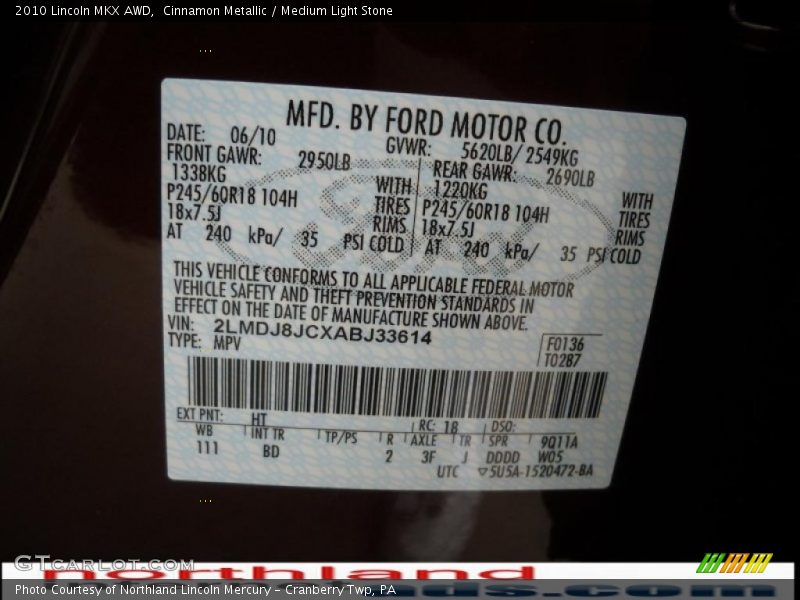 2010 Lincoln MKX AWD,  Cinnamon Metallic / Medium Light Stone
MFD. BY FORD MOTOR CO.
DATE: 06/10 GVWR: 5620LB/ 2549KG
FRONT GAWR: 2950LB REAR GAWR: 2690LB
1338KG WITH 1220KG WITH
P245/60R18 104H TIRES P245/60R18 104H TIRES
18x7.5J RIMS 18x7.5J RIMS
AT 240 kPa/ 35 PSI COLD AT 240 kPa/ 35 PSI COLD
THIS VEHICLE CONFORMS TO ALL APPLICABLE FEDERAL MOTOR
VEHICLE SAFETY AND THEFT PREVENTION STANDARDS IN
EFFECT ON THE DATE OF MANUFACTURE SHOWN ABOVE.
VIN: 2LMDJ8JCXABJ33614
TYPE: MPV F0136
T0287
EXT PNT: HT RC: 18 DSO:
WB INT TR TP/PS R AXLE TR SPR 9Q11A
111 BD 2 3F J DDDD W05
UTC ▽5U5A-1520472-BA
GTcarlot.com
northland
Photo Courtesy of Northland Lincoln Mercury - Cranberry Twp, PA